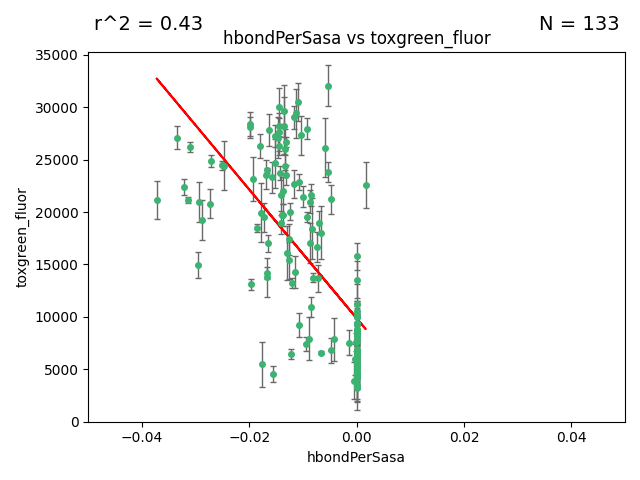 r^2 = 0.43
N = 133
hbondPerSasa vs toxgreen_fluor
35000
30000
25000
20000
15000
10000
5000
0
toxgreen_fluor
−0.04
−0.02
0.00
0.02
0.04
hbondPerSasa